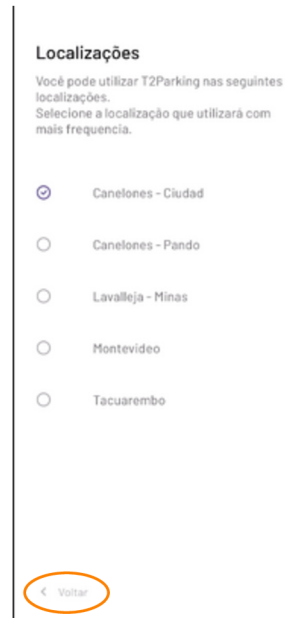 Localizações
Você pode utilizar T2Parking nas seguintes
localizações.
Selecione a localização que utilizará com
mais frequencia.
Canelones - Ciudad
Canelones - Pando
Lavalleja - Minas
Montevideo
Tacuarembo
Voltar